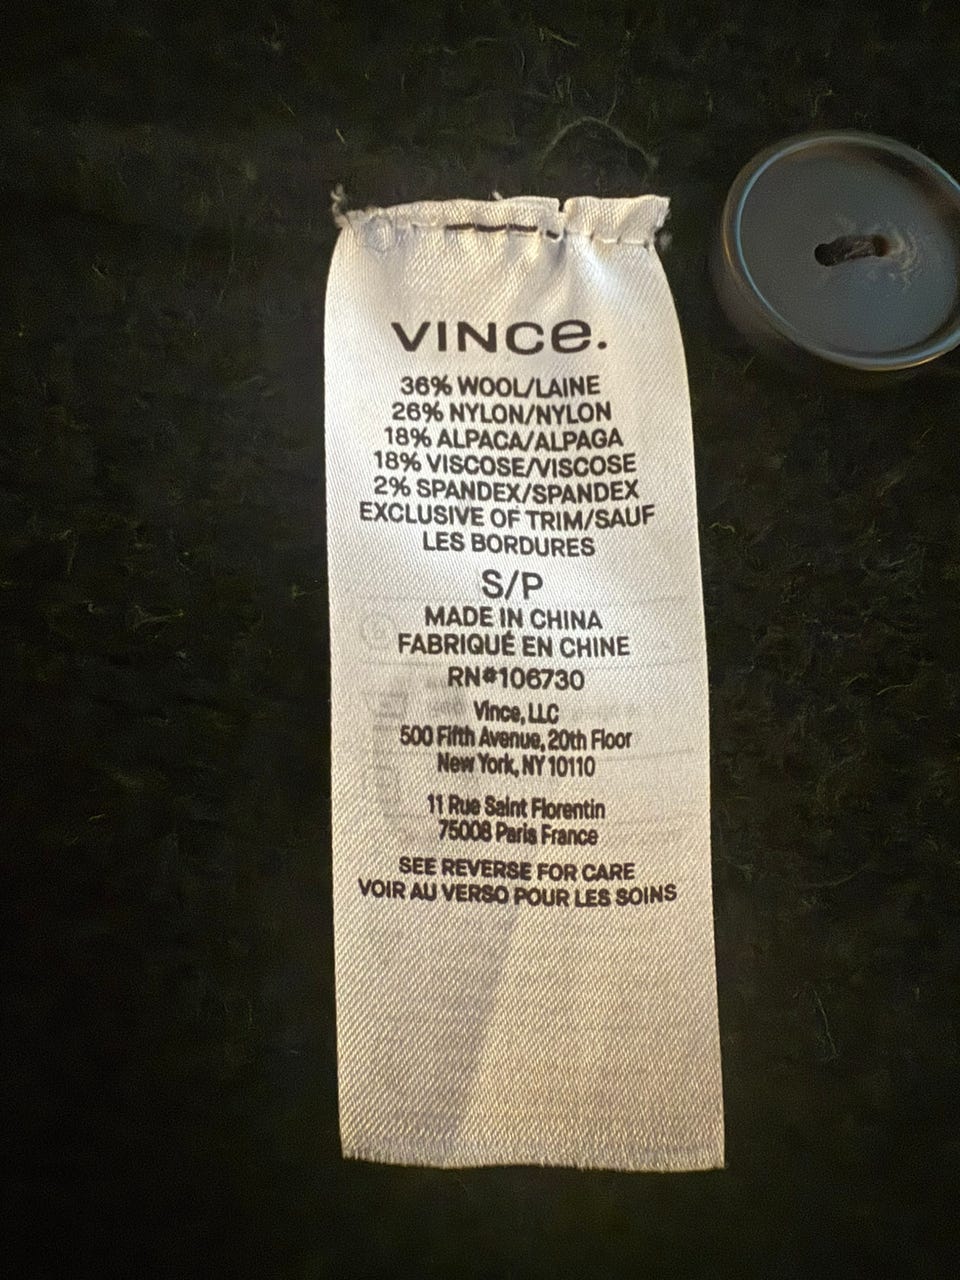 VINCe.
36% WOOL/LAINE
26% NYLON/NYLON
18% ALPACA/ALPAGA
18% VISCOSE/VISCOSE
2% SPANDEX/SPANDEX
EXCLUSIVE OF TRIM/SAUF
LES BORDURES
S/P
MADE IN CHINA
FABRIQUÉ EN CHINE
RN#106730
Vince, LLC
500 Fifth Avenue, 20th Floor
New York, NY 10110
11 Rue Saint Florentin
75008 Paris France
SEE REVERSE FOR CARE
VOIR AU VERSO POUR LES SOINS